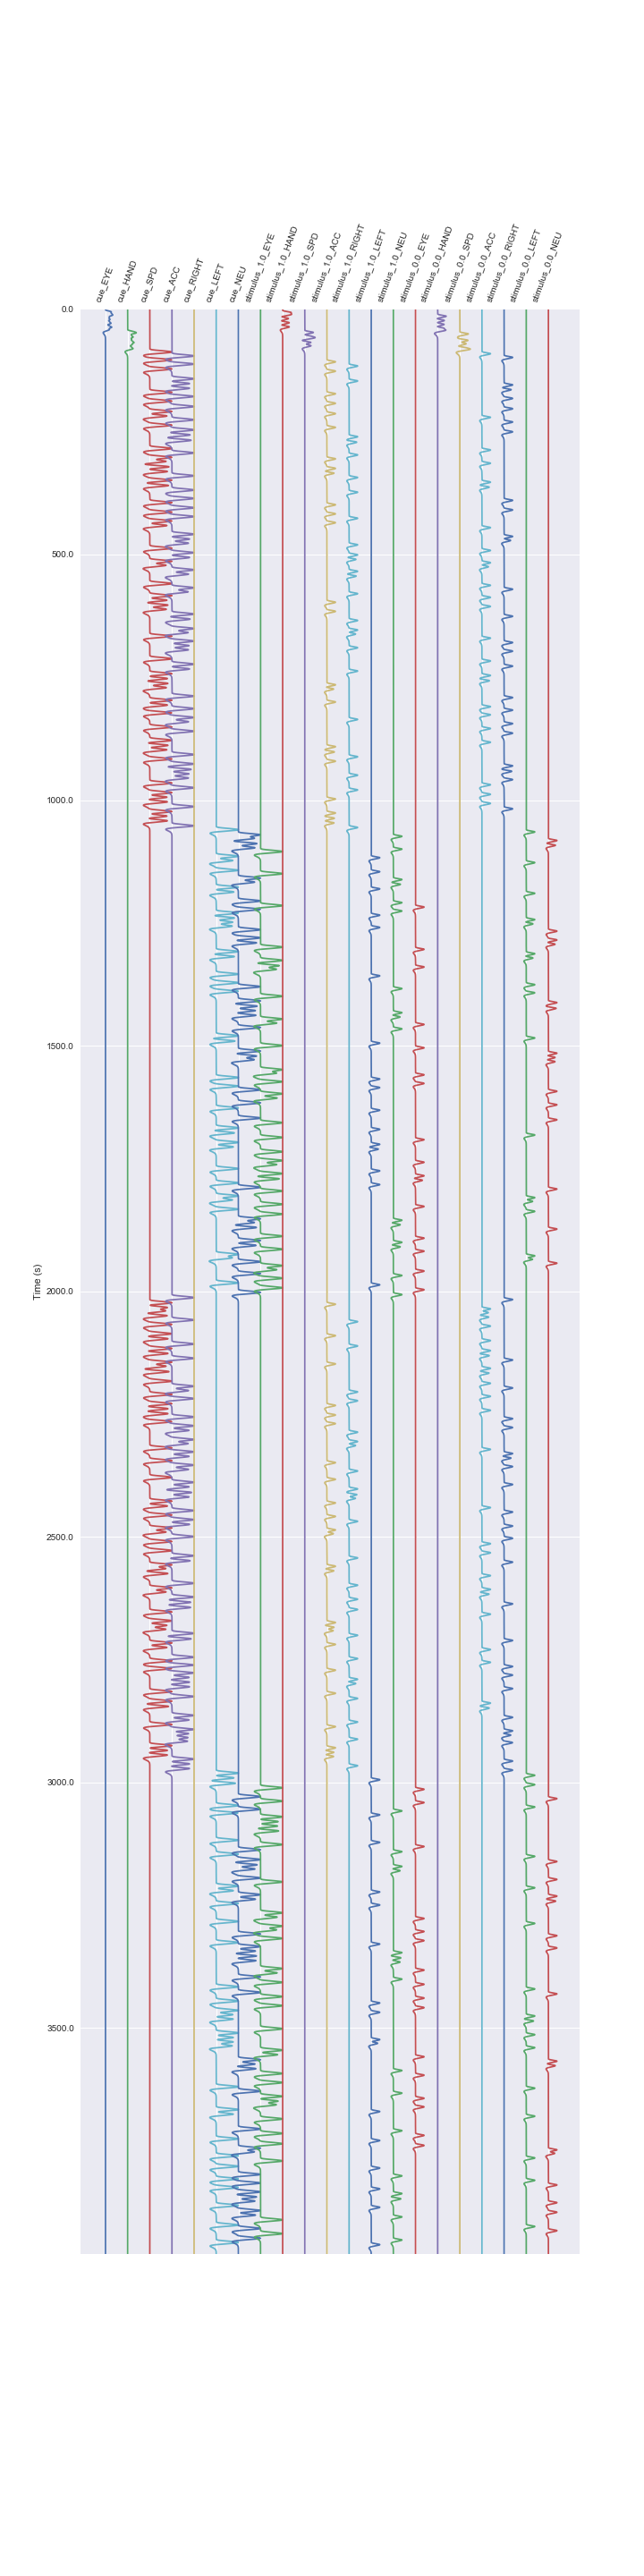 cue_EYE
cue_HAND
cue_SPD
cue_ACC
cue_RIGHT
cue_LEFT
cue_NEU
stimulus_1.0_EYE
stimulus_1.0_HAND
stimulus_1.0_SPD
stimulus_1.0_ACC
stimulus_1.0_RIGHT
stimulus_1.0_LEFT
stimulus_1.0_NEU
stimulus_0.0_EYE
stimulus_0.0_HAND
stimulus_0.0_SPD
stimulus_0.0_ACC
stimulus_0.0_RIGHT
stimulus_0.0_LEFT
stimulus_0.0_NEU
0.0
500.0
1000.0
1500.0
2000.0
2500.0
3000.0
3500.0
Time (s)